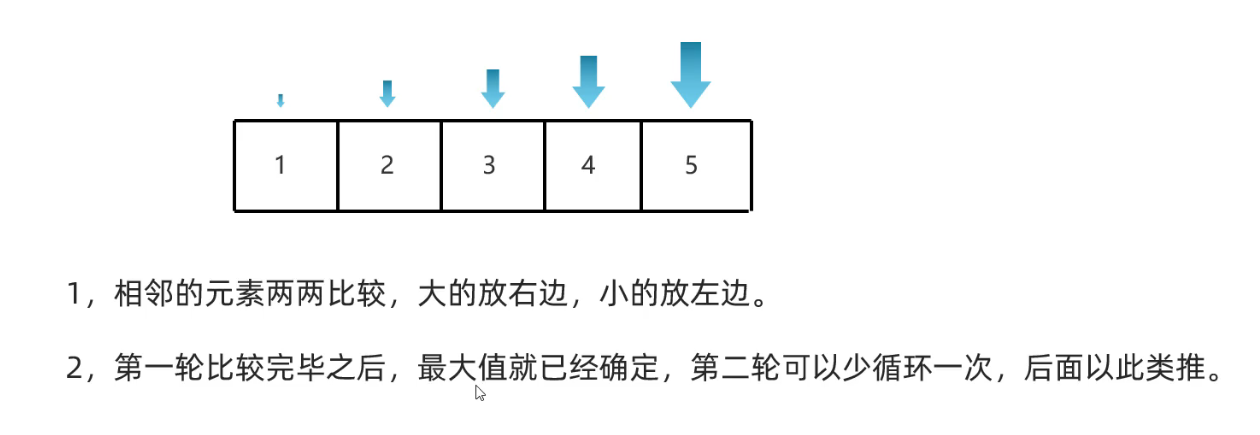 1 2 3 4 5
1，相邻的元素两两比较，大的放右边，小的放左边。
2，第一轮比较完毕之后，最大值就已经确定，第二轮可以少循环一次，后面以此类推。